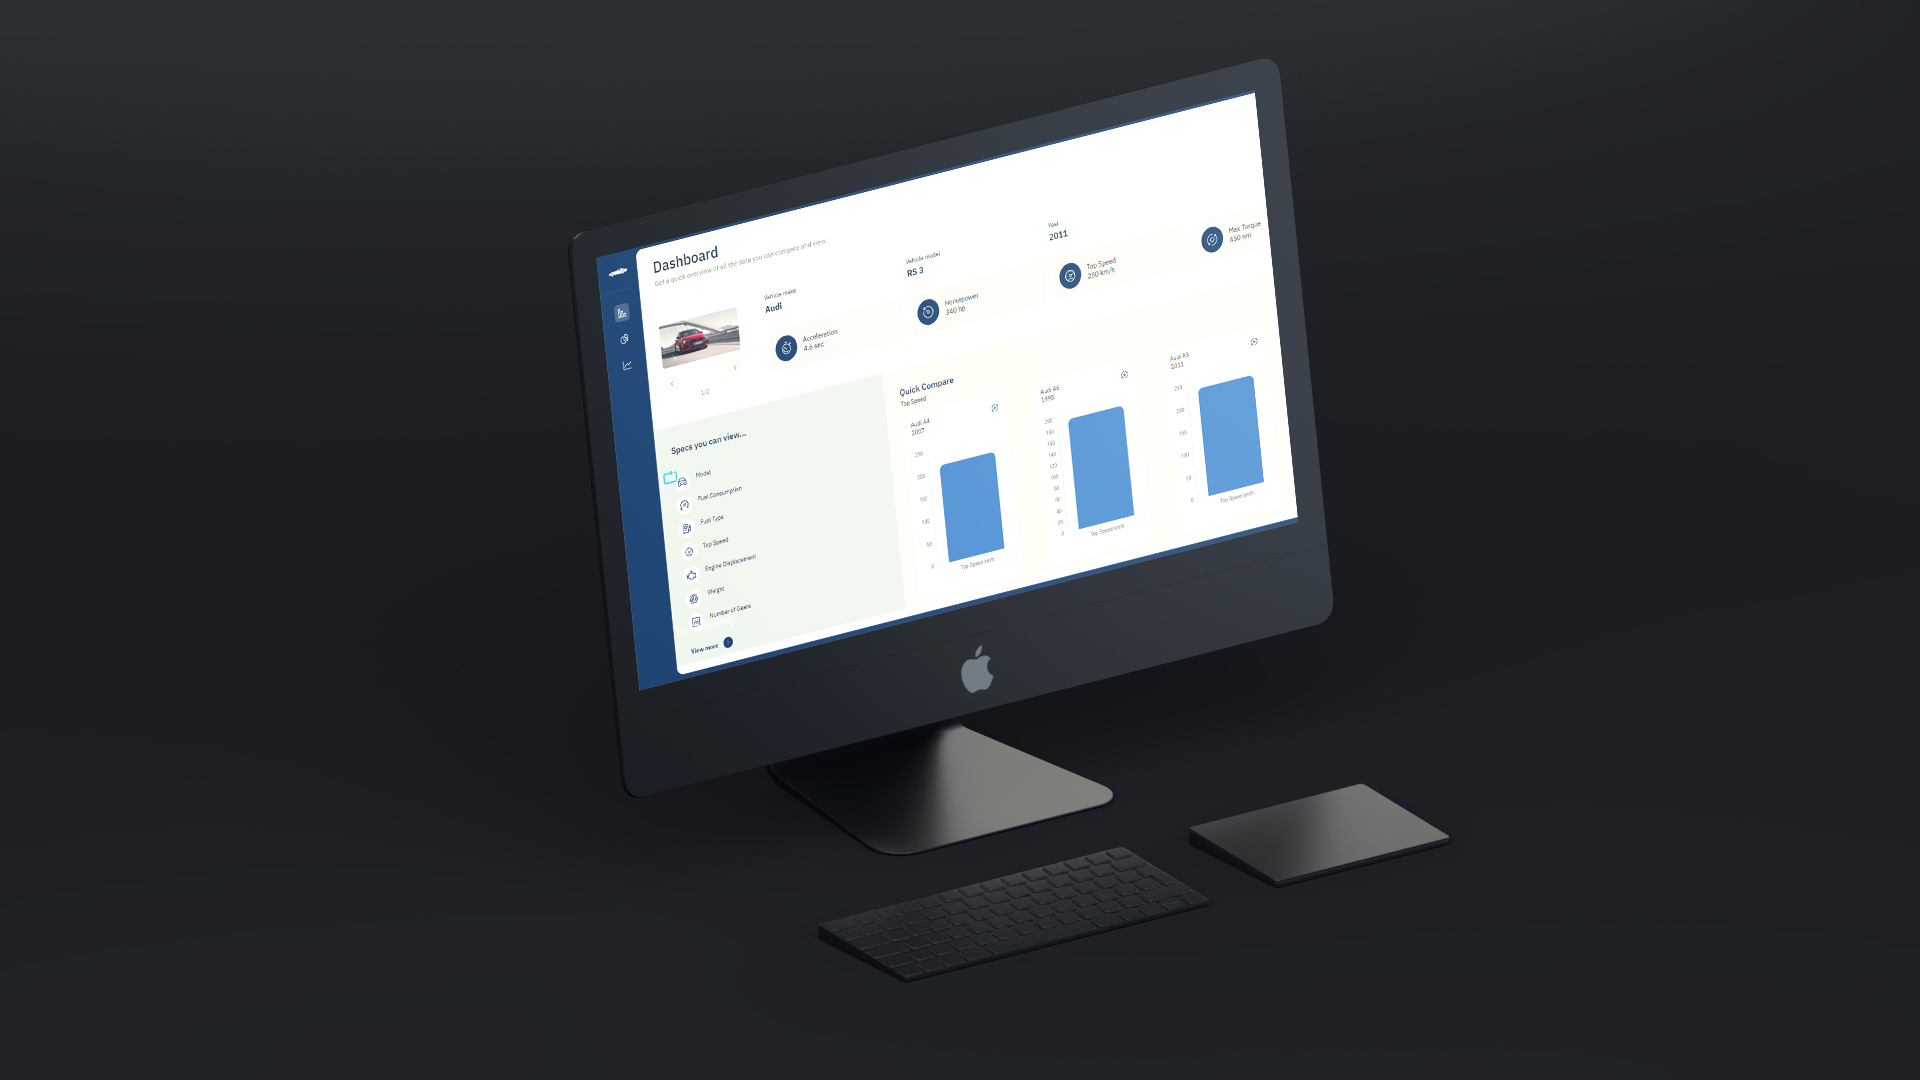 Dashboard
Get a quick overview of all the data you can compare and view.
Vehicle make
Audi
Vehicle model
RS 3
Year
2011
Acceleration
4.6 sec
Horsepower
340 hp
Top Speed
250 km/h
Max Torque
450 nm
1/2
Specs you can view...
Model
Fuel Consumption
Fuel Type
Top Speed
Engine Displacement
Weight
Number of Gears
View more
Quick Compare
Top Speed
Audi A4
2007
250
200
150
100
50
0
Top Speed km/h
Audi A6
1998
200
180
160
140
120
100
80
60
40
20
0
Top Speed km/h
Audi A5
2011
250
200
150
100
50
0
Top Speed km/h